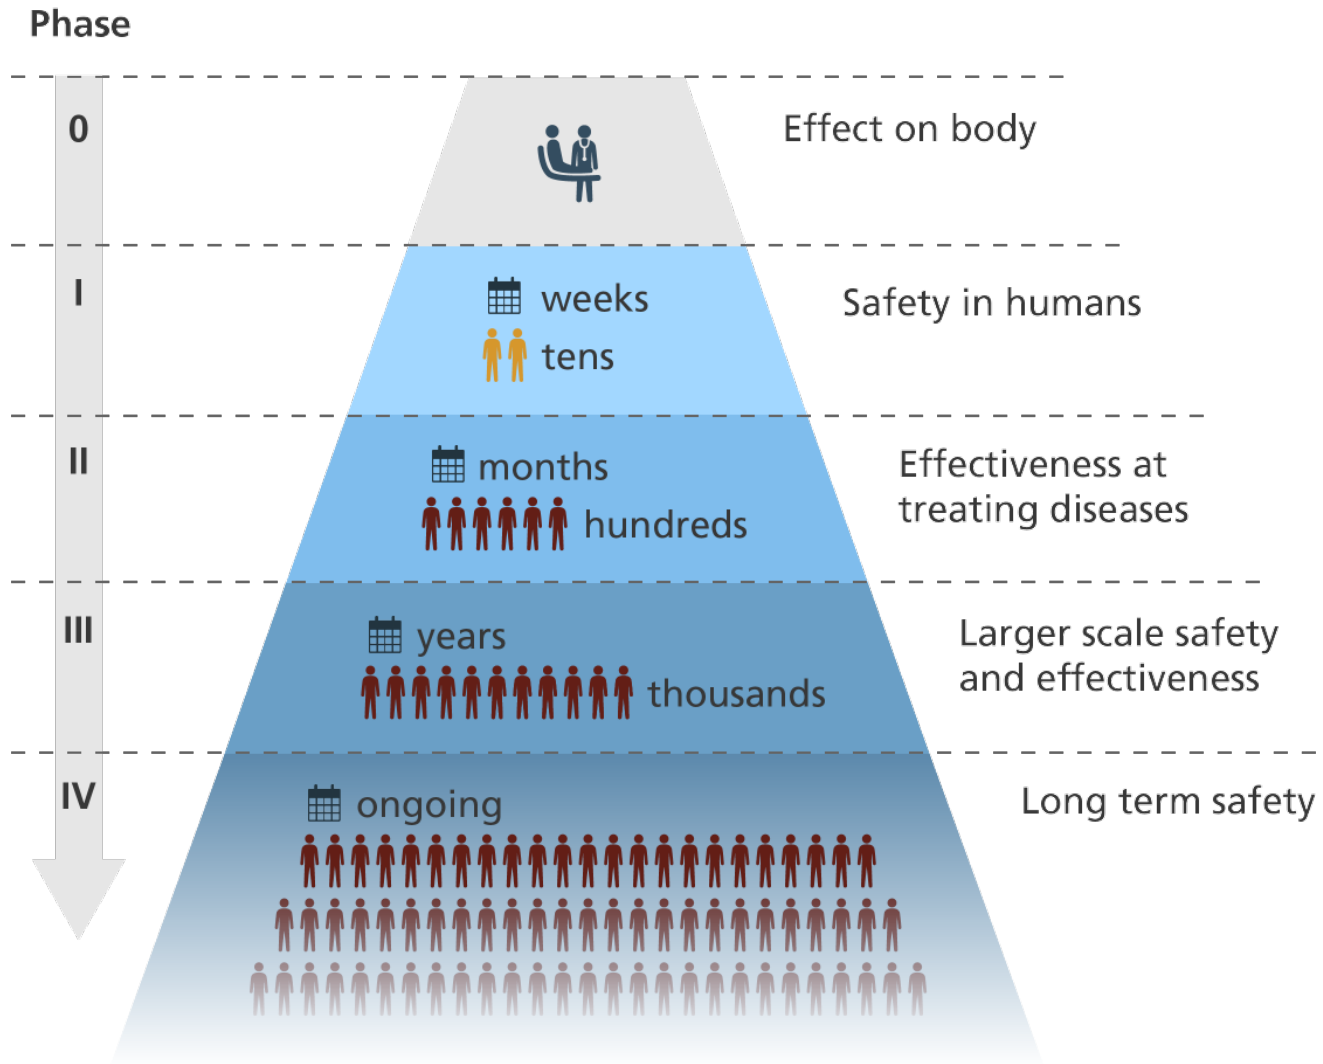 Phase
0
Effect on body
I
weeks
tens
Safety in humans
II
months
hundreds
Effectiveness at
treating diseases
III
years
thousands
Larger scale safety
and effectiveness
IV
ongoing
Long term safety